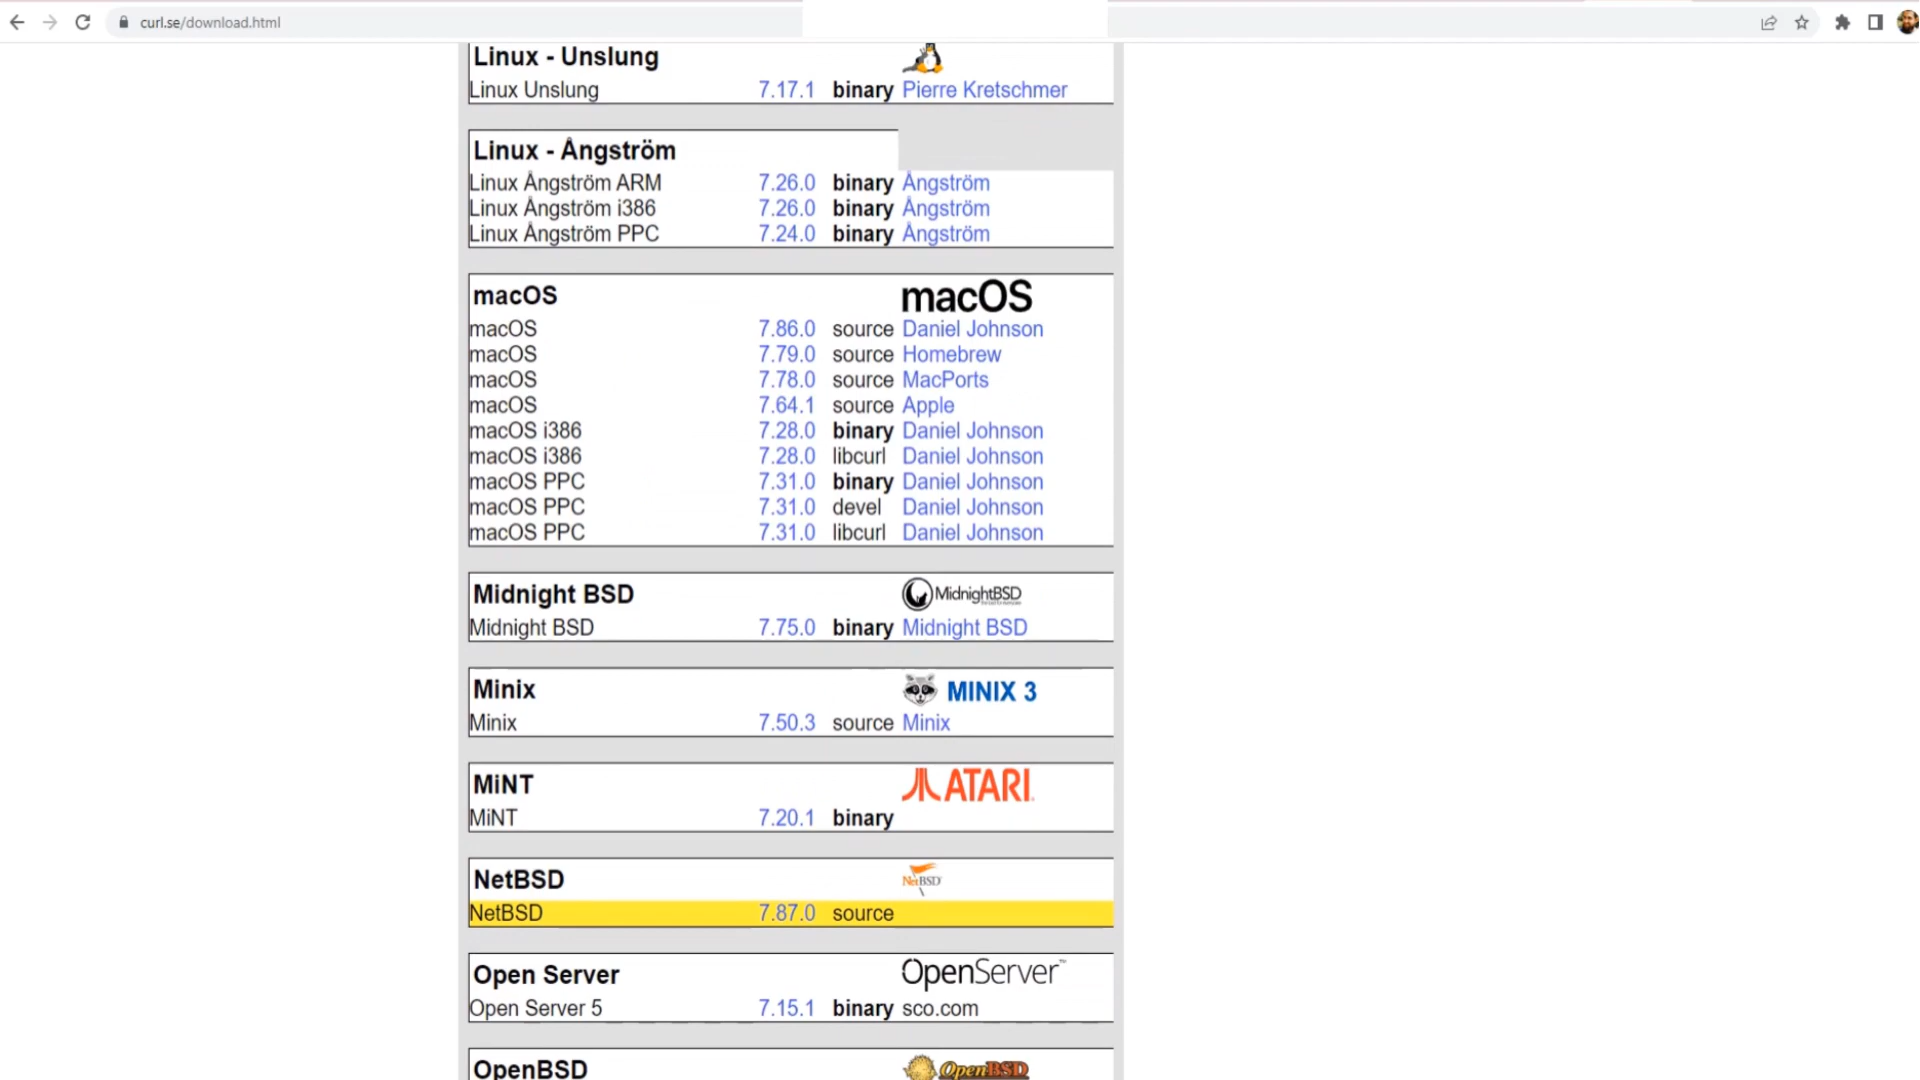 curl.se/download.html
Linux - Unslung
Linux Unslung 7.17.1 binary Pierre Kretschmer
Linux - Ångström
Linux Ångström ARM 7.26.0 binary Ångström
Linux Ångström i386 7.26.0 binary Ångström
Linux Ångström PPC 7.24.0 binary Ångström
macOS macOS
macOS 7.86.0 source Daniel Johnson
macOS 7.79.0 source Homebrew
macOS 7.78.0 source MacPorts
macOS 7.64.1 source Apple
macOS i386 7.28.0 binary Daniel Johnson
macOS i386 7.28.0 libcurl Daniel Johnson
macOS PPC 7.31.0 binary Daniel Johnson
macOS PPC 7.31.0 devel Daniel Johnson
macOS PPC 7.31.0 libcurl Daniel Johnson
Midnight BSD MidnightBSD
Midnight BSD 7.75.0 binary Midnight BSD
Minix MINIX 3
Minix 7.50.3 source Minix
MiNT ATARI
MiNT 7.20.1 binary
NetBSD NetBSD
NetBSD 7.87.0 source
Open Server OpenServer™
Open Server 5 7.15.1 binary sco.com
OpenBSD OpenBSD